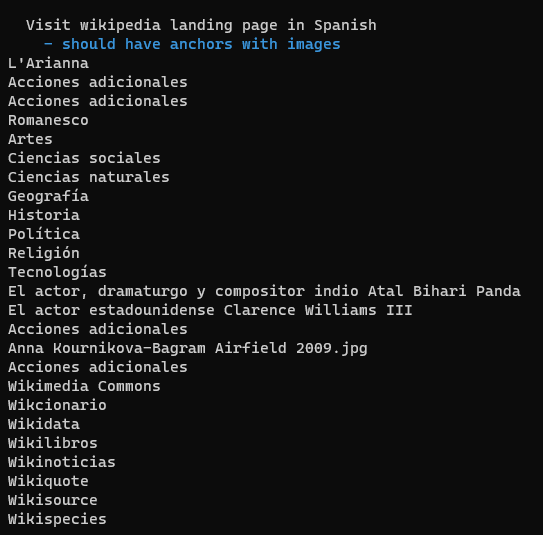 Visit wikipedia landing page in Spanish
- should have anchors with images
L'Arianna
Acciones adicionales
Acciones adicionales
Romanesco
Artes
Ciencias sociales
Ciencias naturales
Geografía
Historia
Política
Religión
Tecnologías
El actor, dramaturgo y compositor indio Atal Bihari Panda
El actor estadounidense Clarence Williams III
Acciones adicionales
Anna Kournikova-Bagram Airfield 2009.jpg
Acciones adicionales
Wikimedia Commons
Wikcionario
Wikidata
Wikilibros
Wikinoticias
Wikiquote
Wikisource
Wikispecies